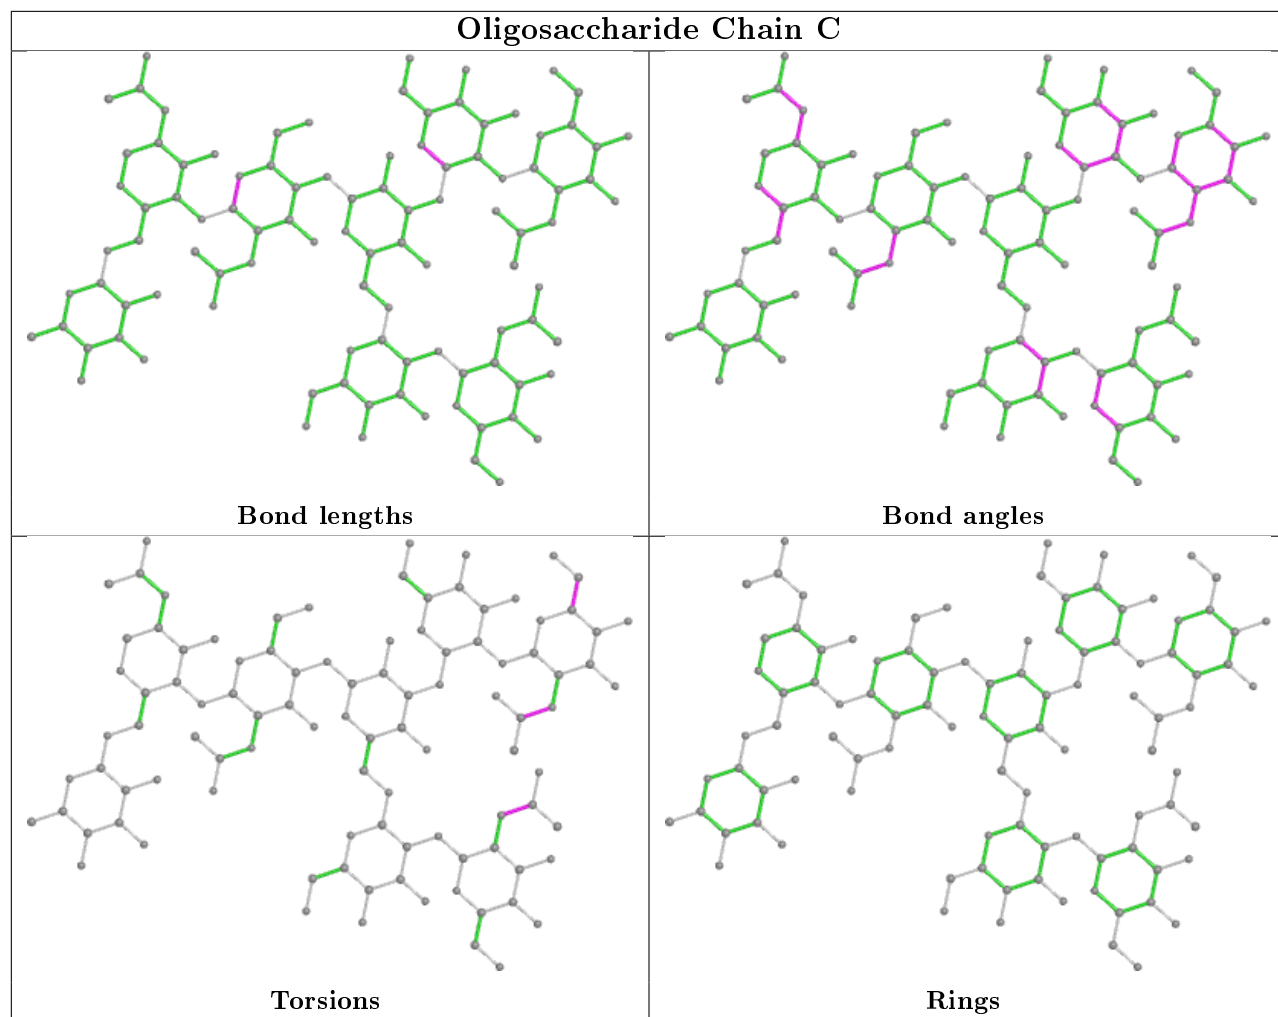 Oligosaccharide Chain C
Bond lengths
Bond angles
Torsions
Rings